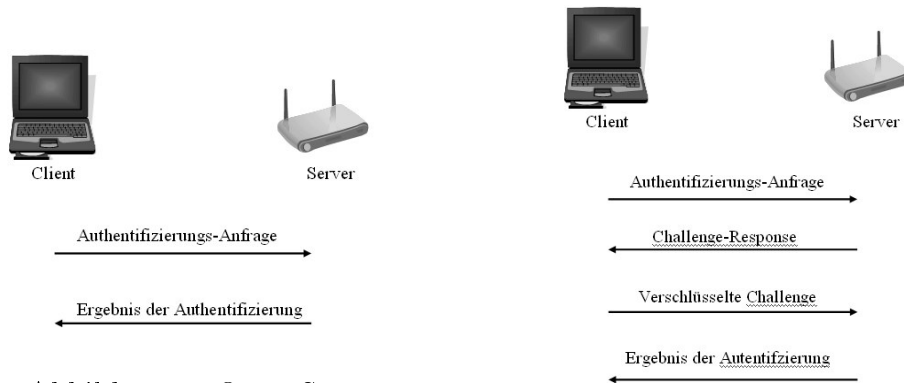 Client
Server
Authentifizierungs-Anfrage
Ergebnis der Authentifizierung
Client
Server
Authentifizierungs-Anfrage
Challenge-Response
Verschlüsselte Challenge
Ergebnis der Autentifzierung